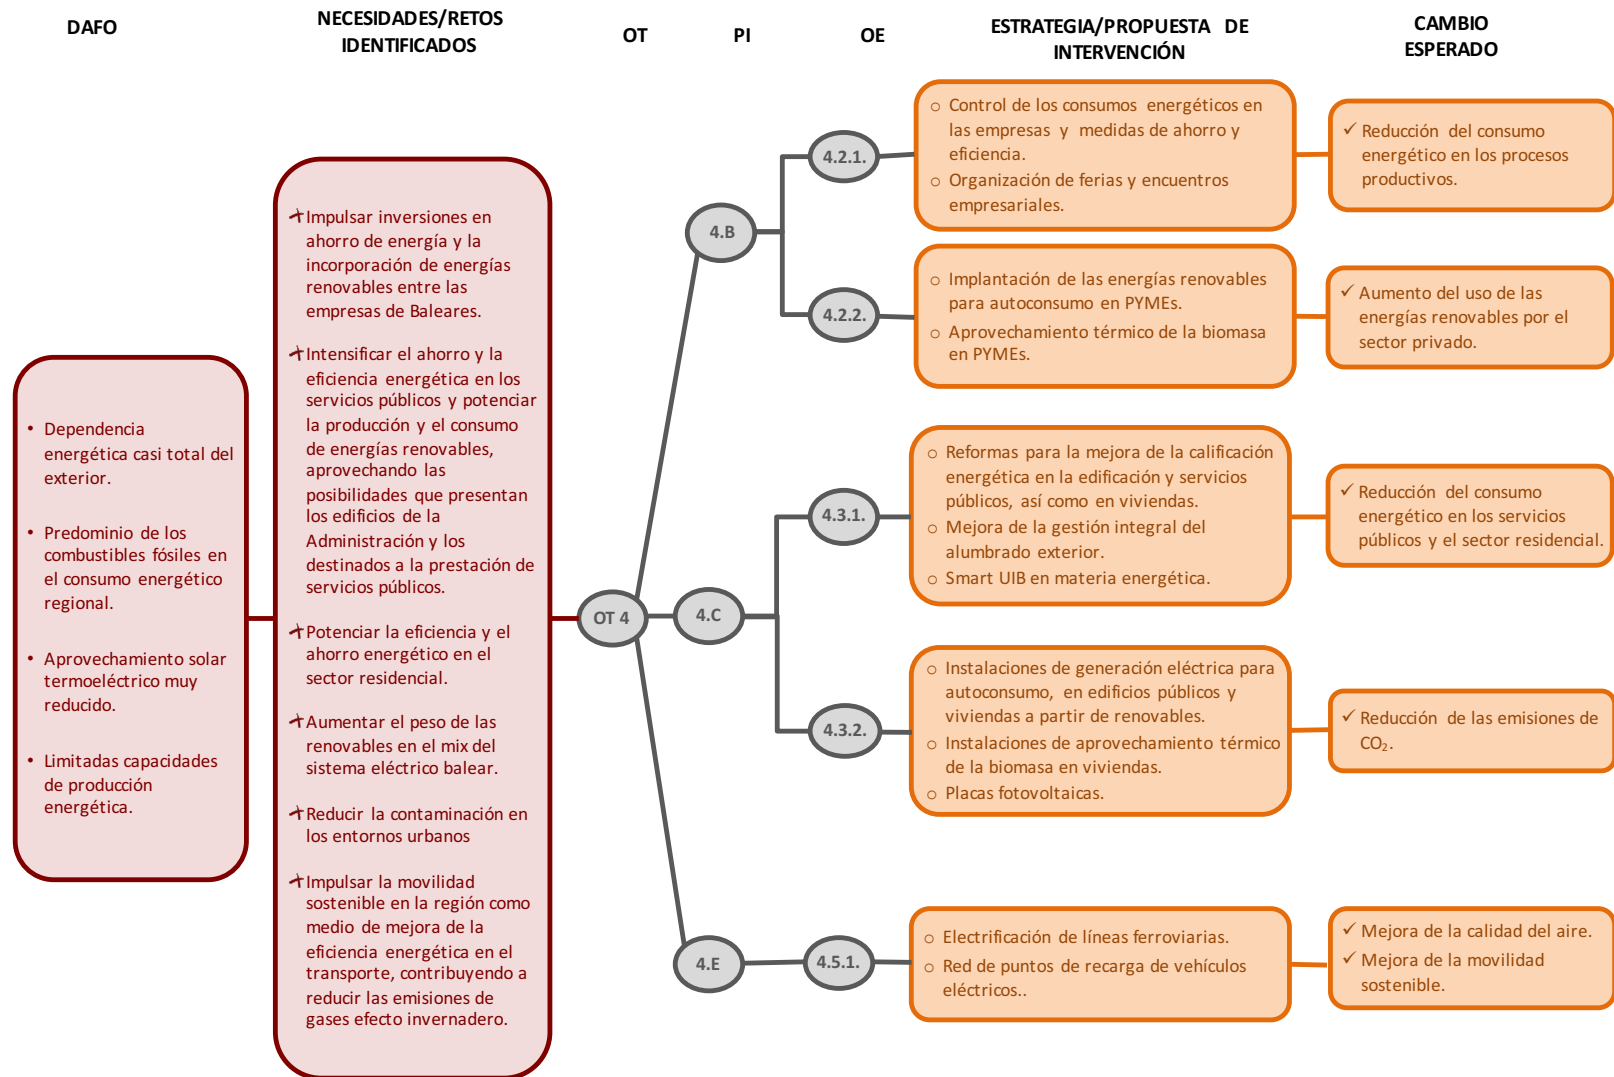 DAFO
NECESIDADES/RETOS
IDENTIFICADOS
OT
PI
OE
ESTRATEGIA/PROPUESTA DE
INTERVENCIÓN
CAMBIO
ESPERADO
• Dependencia
energética casi total del
exterior.
• Predominio de los
combustibles fósiles en
el consumo energético
regional.
• Aprovechamiento solar
termoeléctrico muy
reducido.
• Limitadas capacidades
de producción
energética.
Impulsar inversiones en
ahorro de energía y la
incorporación de energías
renovables entre las
empresas de Baleares.
Intensificar el ahorro y la
eficiencia energética en los
servicios públicos y potenciar
la producción y el consumo
de energías renovables,
aprovechando las
posibilidades que presentan
los edificios de la
Administración y los
destinados a la prestación de
servicios públicos.
Potenciar la eficiencia y el
ahorro energético en el
sector residencial.
Aumentar el peso de las
renovables en el mix del
sistema eléctrico balear.
Reducir la contaminación en
los entornos urbanos
Impulsar la movilidad
sostenible en la región como
medio de mejora de la
eficiencia energética en el
transporte, contribuyendo a
reducir las emisiones de
gases efecto invernadero.
OT 4
4.B
4.2.1.
o Control de los consumos energéticos en
las empresas y medidas de ahorro y
eficiencia.
o Organización de ferias y encuentros
empresariales.
✓ Reducción del consumo
energético en los procesos
productivos.
4.2.2.
o Implantación de las energías renovables
para autoconsumo en PYMEs.
o Aprovechamiento térmico de la biomasa
en PYMEs.
✓ Aumento del uso de las
energías renovables por el
sector privado.
4.C
4.3.1.
o Reformas para la mejora de la calificación
energética en la edificación y servicios
públicos, así como en viviendas.
o Mejora de la gestión integral del
alumbrado exterior.
o Smart UIB en materia energética.
✓ Reducción del consumo
energético en los servicios
públicos y el sector residencial.
4.3.2.
o Instalaciones de generación eléctrica para
autoconsumo, en edificios públicos y
viviendas a partir de renovables.
o Instalaciones de aprovechamiento térmico
de la biomasa en viviendas.
o Placas fotovoltaicas.
✓ Reducción de las emisiones de
CO₂.
4.E
4.5.1.
o Electrificación de líneas ferroviarias.
o Red de puntos de recarga de vehículos
eléctricos..
✓ Mejora de la calidad del aire.
✓ Mejora de la movilidad
sostenible.